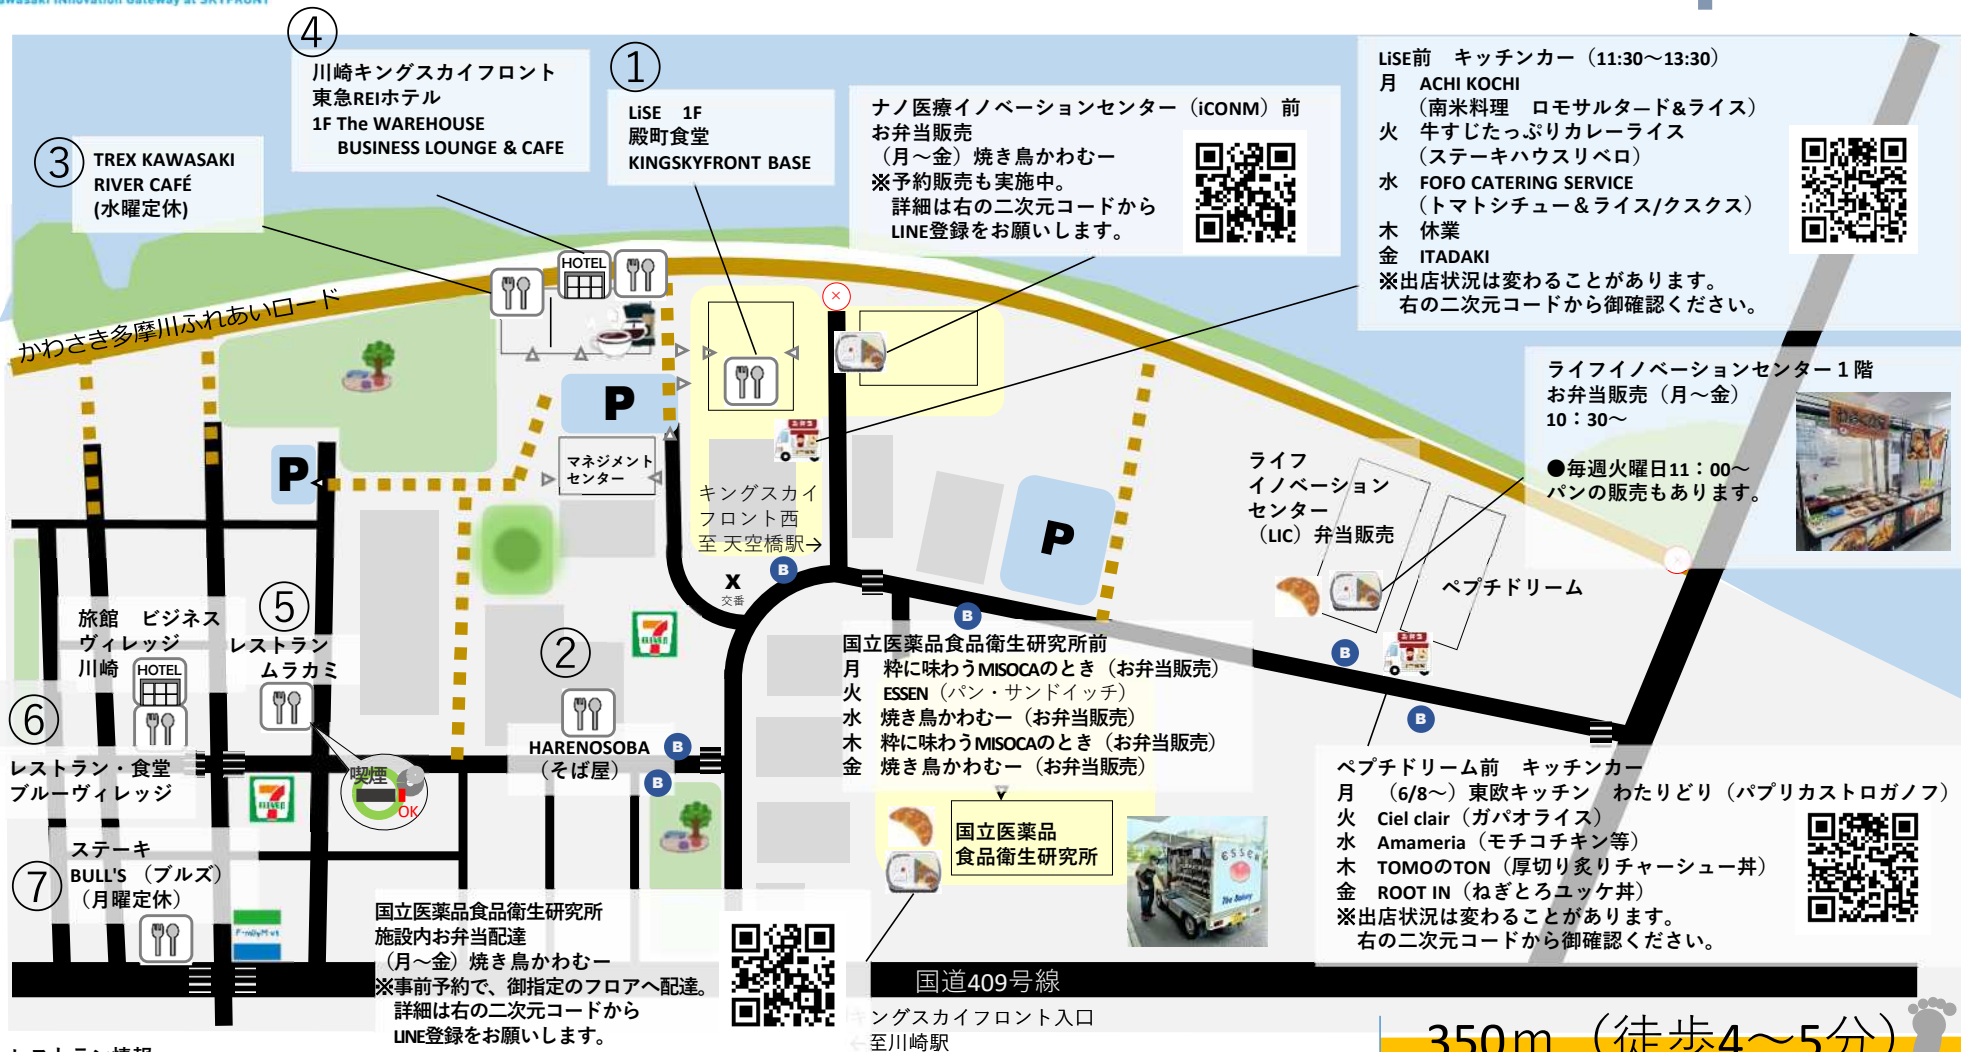 Kawasaki INnovation Gateway at SKYFRONT
④
川崎キングスカイフロント
東急REIホテル
1F The WAREHOUSE
BUSINESS LOUNGE & CAFE
①
LiSE 1F
殿町食堂
KINGSKYFRONT BASE
③
TREX KAWASAKI
RIVER CAFÉ
(水曜定休)
ナノ医療イノベーションセンター（iCONM）前
お弁当販売
（月～金）焼き鳥かわむー
※予約販売も実施中。
詳細は右の二次元コードから
LINE登録をお願いします。
LiSE前 キッチンカー（11:30～13:30）
月 ACHI KOCHI
（南米料理 ロモサルタード&ライス）
火 牛すじたっぷりカレーライス
（ステーキハウスリベロ）
水 FOFO CATERING SERVICE
（トマトシチュー＆ライス/クスクス）
木 休業
金 ITADAKI
※出店状況は変わることがあります。
右の二次元コードから御確認ください。
HOTEL
かわさき多摩川ふれあいロード
P
P
P
マネジメント
センター
キングスカイ
フロント西
至 天空橋駅→
X
交番
B
B
B
B
B
B
ライフイノベーションセンター１階
お弁当販売（月～金）
10：30～
●毎週火曜日11：00～
パンの販売もあります。
ライフ
イノベーション
センター
（LIC）弁当販売
ペプチドリーム
旅館 ビジネス
ヴィレッジ
川崎
HOTEL
⑤
レストラン
ムラカミ
②
HARENOSOBA
（そば屋）
7
ELEVEN
⑥
レストラン・食堂
ブルーヴィレッジ
喫煙
OK
7
ELEVEN
⑦
ステーキ
BULL'S （ブルズ）
（月曜定休）
FamilyMart
国立医薬品食品衛生研究所前
月 粋に味わうMISOCAのとき（お弁当販売）
火 ESSEN（パン・サンドイッチ）
水 焼き鳥かわむー（お弁当販売）
木 粋に味わうMISOCAのとき（お弁当販売）
金 焼き鳥かわむー（お弁当販売）
国立医薬品
食品衛生研究所
essen
The Bakery
ペプチドリーム前 キッチンカー
月 （6/8～）東欧キッチン わたりどり（パプリカストロガノフ）
火 Ciel clair（ガパオライス）
水 Amameria（モチコチキン等）
木 TOMOのTON（厚切り炙りチャーシュー丼）
金 ROOT IN（ねぎとろユッケ丼）
※出店状況は変わることがあります。
右の二次元コードから御確認ください。
国立医薬品食品衛生研究所
施設内お弁当配達
（月～金）焼き鳥かわむー
※事前予約で、御指定のフロアへ配達。
詳細は右の二次元コードから
LINE登録をお願いします。
国道409号線
キングスカイフロント入口
←至川崎駅
350m（徒歩4～5分）
レストラン情報